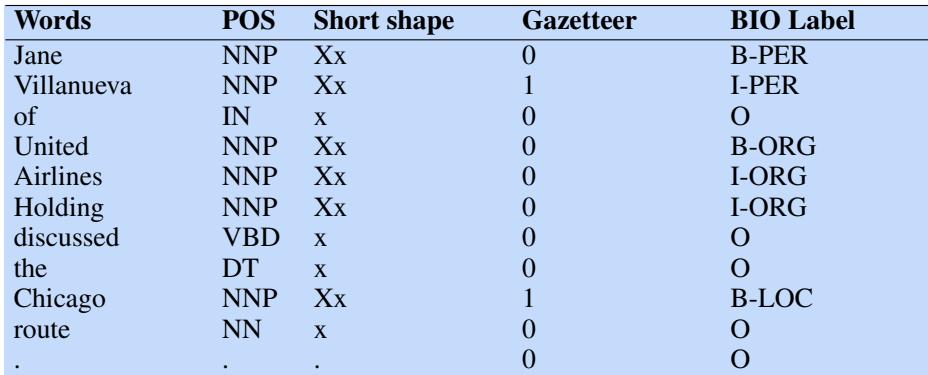 Words POS Short shape Gazetteer BIO Label
Jane NNP Xx 0 B-PER
Villanueva NNP Xx 1 I-PER
of IN x 0 O
United NNP Xx 0 B-ORG
Airlines NNP Xx 0 I-ORG
Holding NNP Xx 0 I-ORG
discussed VBD x 0 O
the DT x 0 O
Chicago NNP Xx 1 B-LOC
route NN x 0 O
. . . 0 O